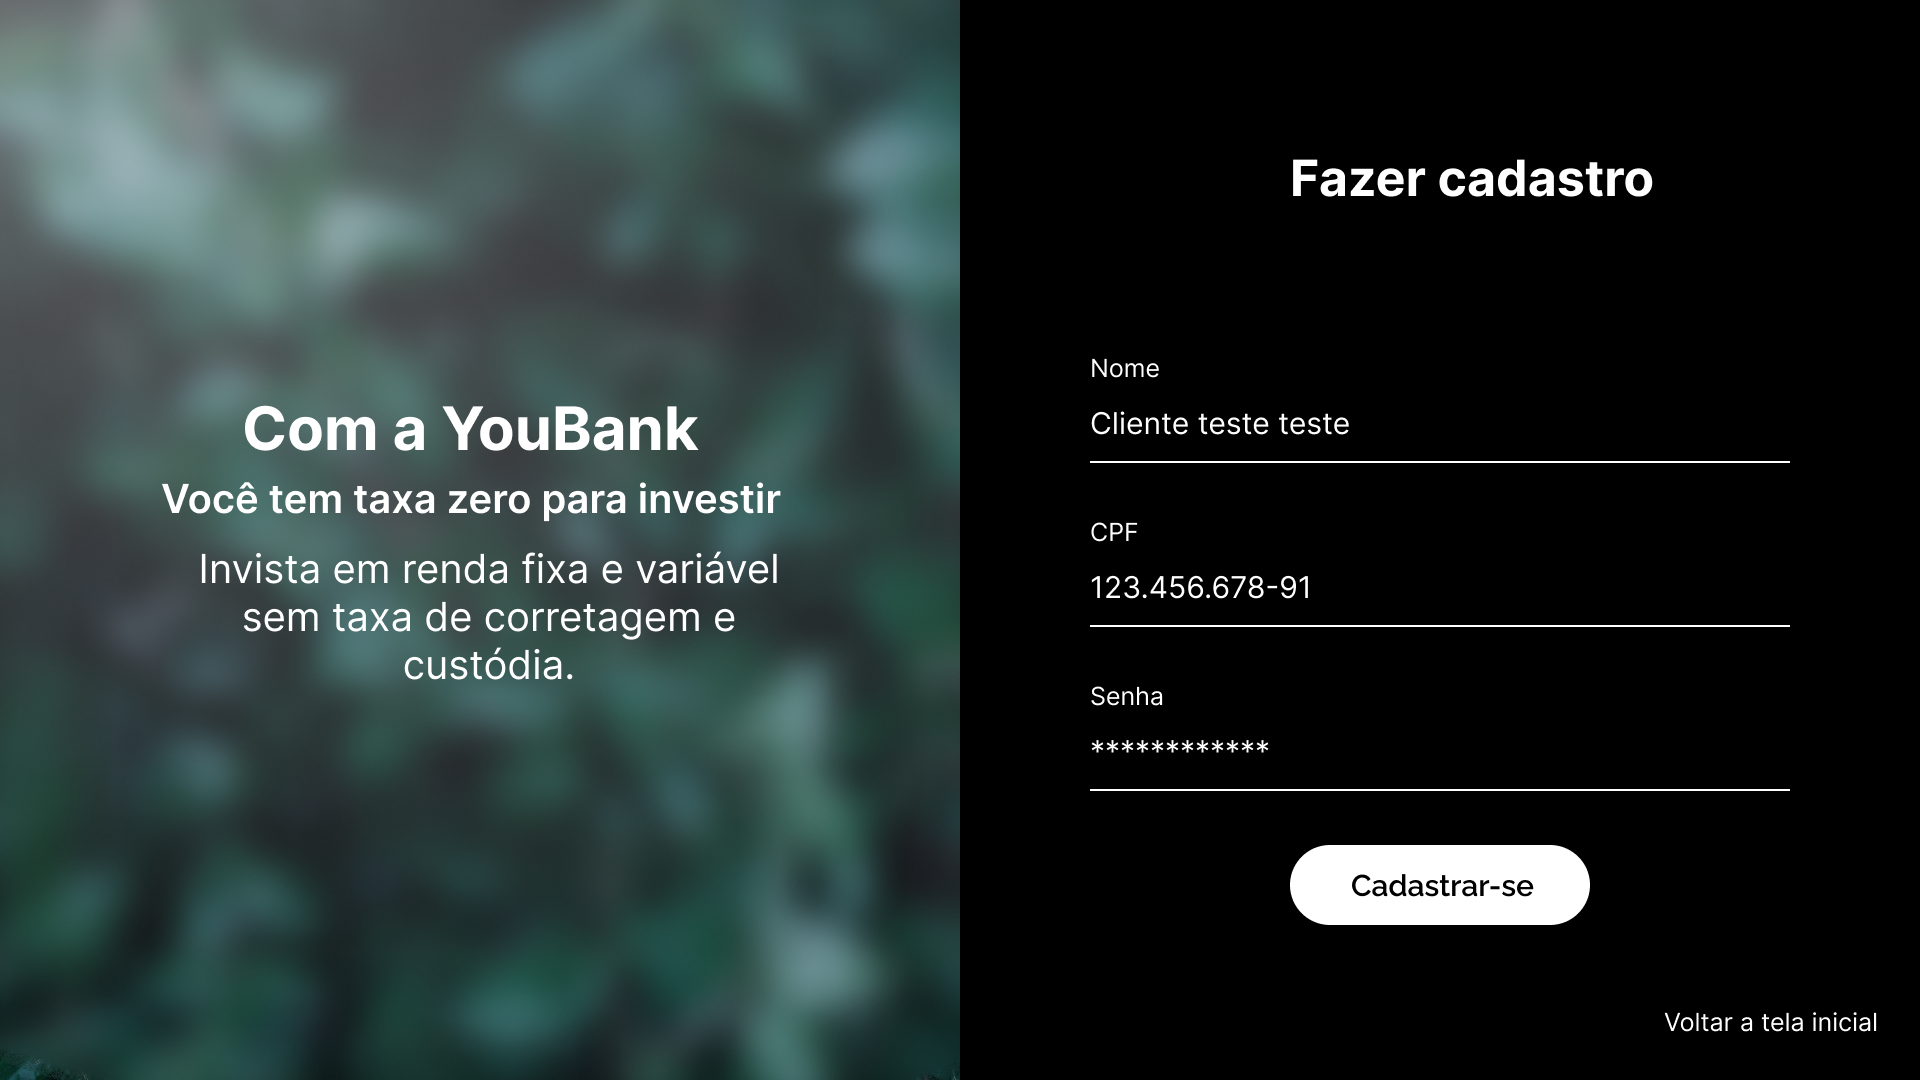 Com a YouBank
Você tem taxa zero para investir
Invista em renda fixa e variável
sem taxa de corretagem e
custódia.
Fazer cadastro
Nome
Cliente teste teste
CPF
123.456.678-91
Senha
************
Cadastrar-se
Voltar a tela inicial